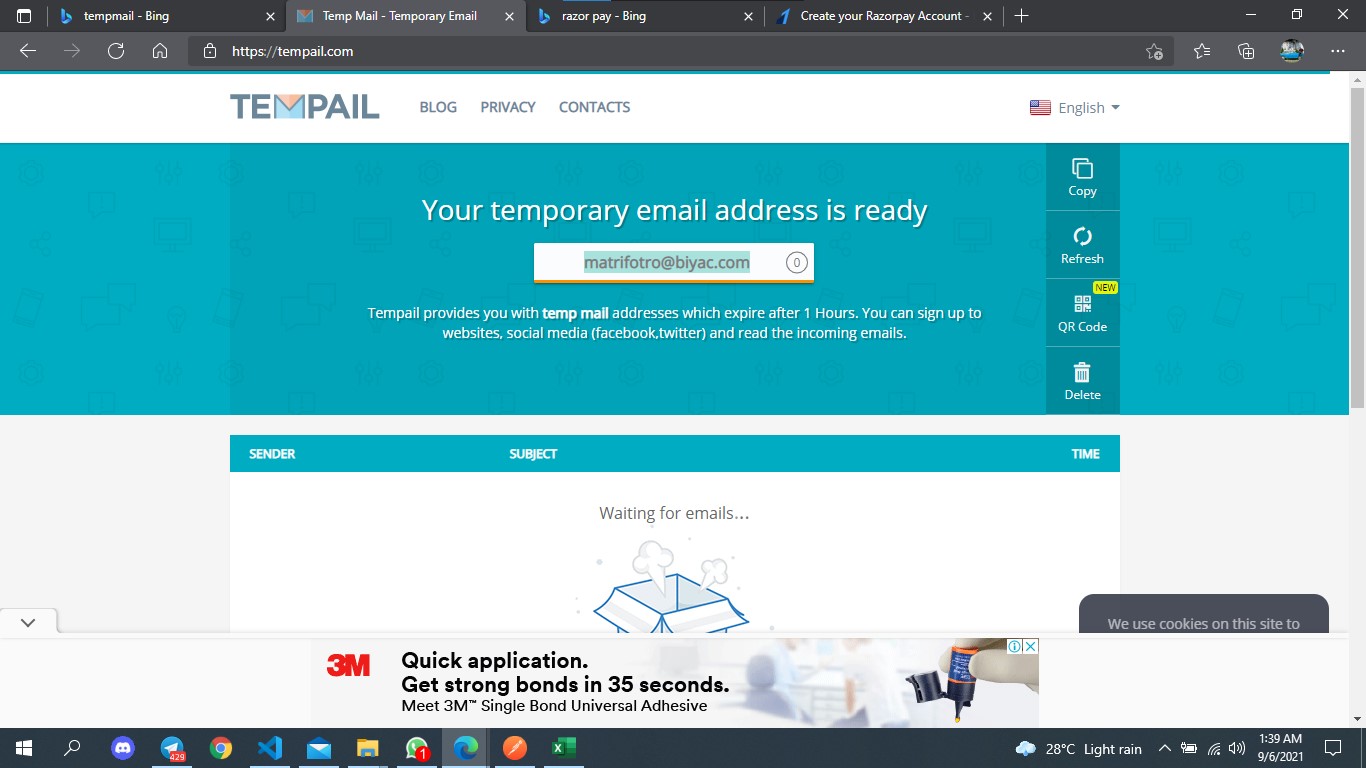 tempmail - Bing
Temp Mail - Temporary Email
razor pay - Bing
Create your Razorpay Account -
https://tempail.com
TEMPAIL
BLOG
PRIVACY
CONTACTS
English
Copy
Your temporary email address is ready
Refresh
matrifotro@biyac.com
0
NEW
QR Code
Tempail provides you with temp mail addresses which expire after 1 Hours. You can sign up to
websites, social media (facebook,twitter) and read the incoming emails.
Delete
SENDER
SUBJECT
TIME
Waiting for emails...
We use cookies on this site to
3M
Quick application.
Get strong bonds in 35 seconds.
Meet 3M™ Single Bond Universal Adhesive
429
1
28°C Light rain
1:39 AM
9/6/2021